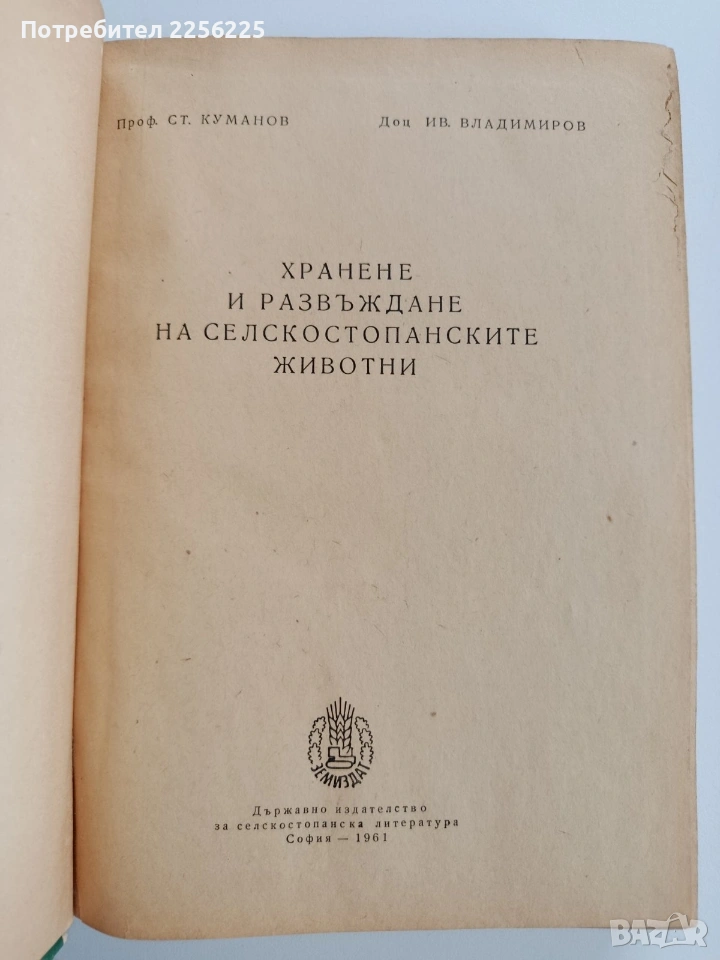 Потребител 2256225
Проф. СТ. КУМАНОВ Доц ИВ. ВЛАДИМИРОВ
ХРАНЕНЕ
И РАЗВЪЖДАНЕ
НА СЕЛСКОСТОПАНСКИТЕ
ЖИВОТНИ
ЗЕМИЗДАТ
Държавно издателство
за селскостопанска литература
София — 1961
BAZAR